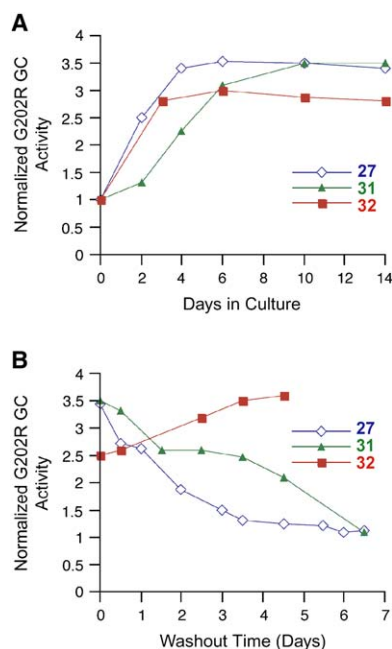 A
Normalized G202R GC
Activity
4
3.5
3
2.5
2
1.5
1
0.5
0
27
31
32
0 2 4 6 8 10 12 14
Days in Culture
B
Normalized G202R GC
Activity
4
3.5
3
2.5
2
1.5
1
0.5
0
27
31
32
0 1 2 3 4 5 6 7
Washout Time (Days)